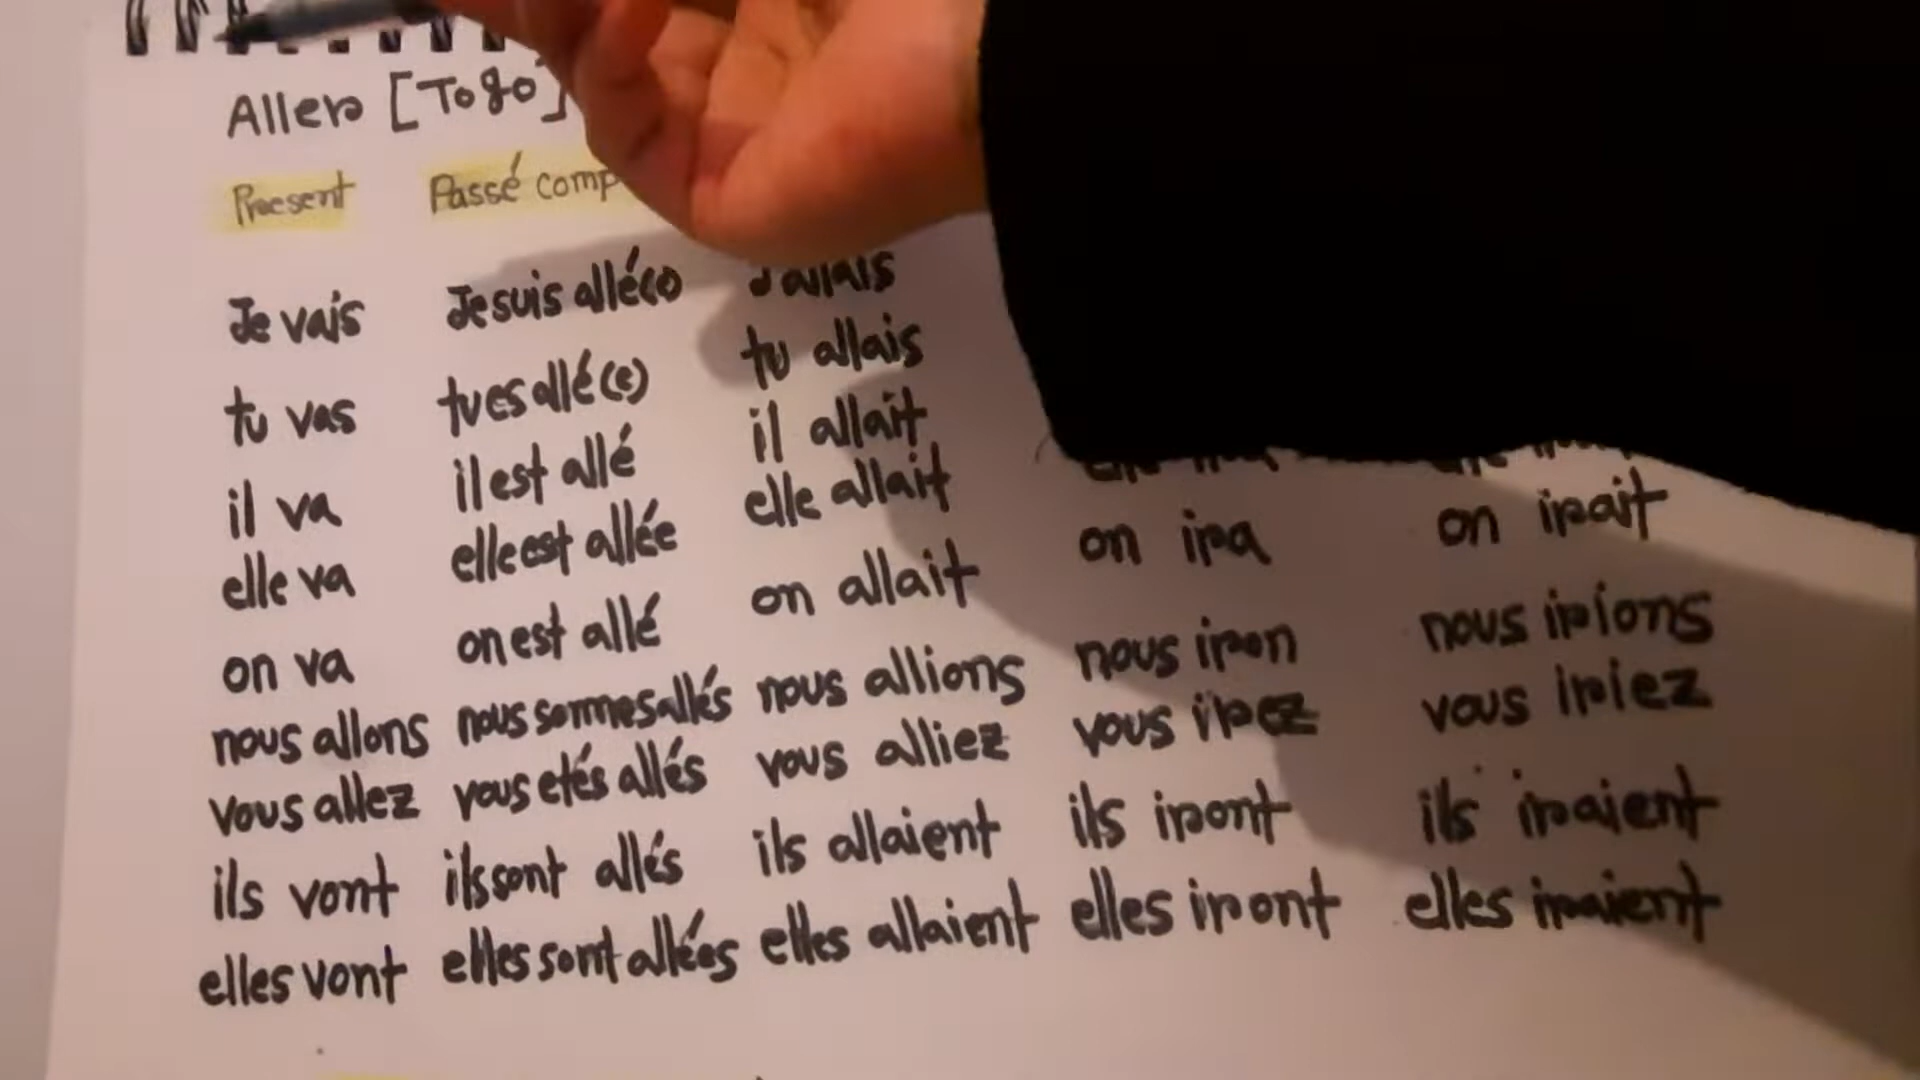 Aller [To go]
Present Passé comp
Je vais Je suis allé(e) J'allais
tu vas tu es allé(e) tu allais
il va il est allé il allait
elle va elle est allée elle allait
on va on est allé on allait on ira on irait
nous allons nous sommes allés nous allions nous iron nous irions
vous allez vous etés allés vous alliez vous irez vous iriez
ils vont ils sont allés ils allaient ils iront ils iraient
elles vont elles sont allées elles allaient elles iront elles iraient